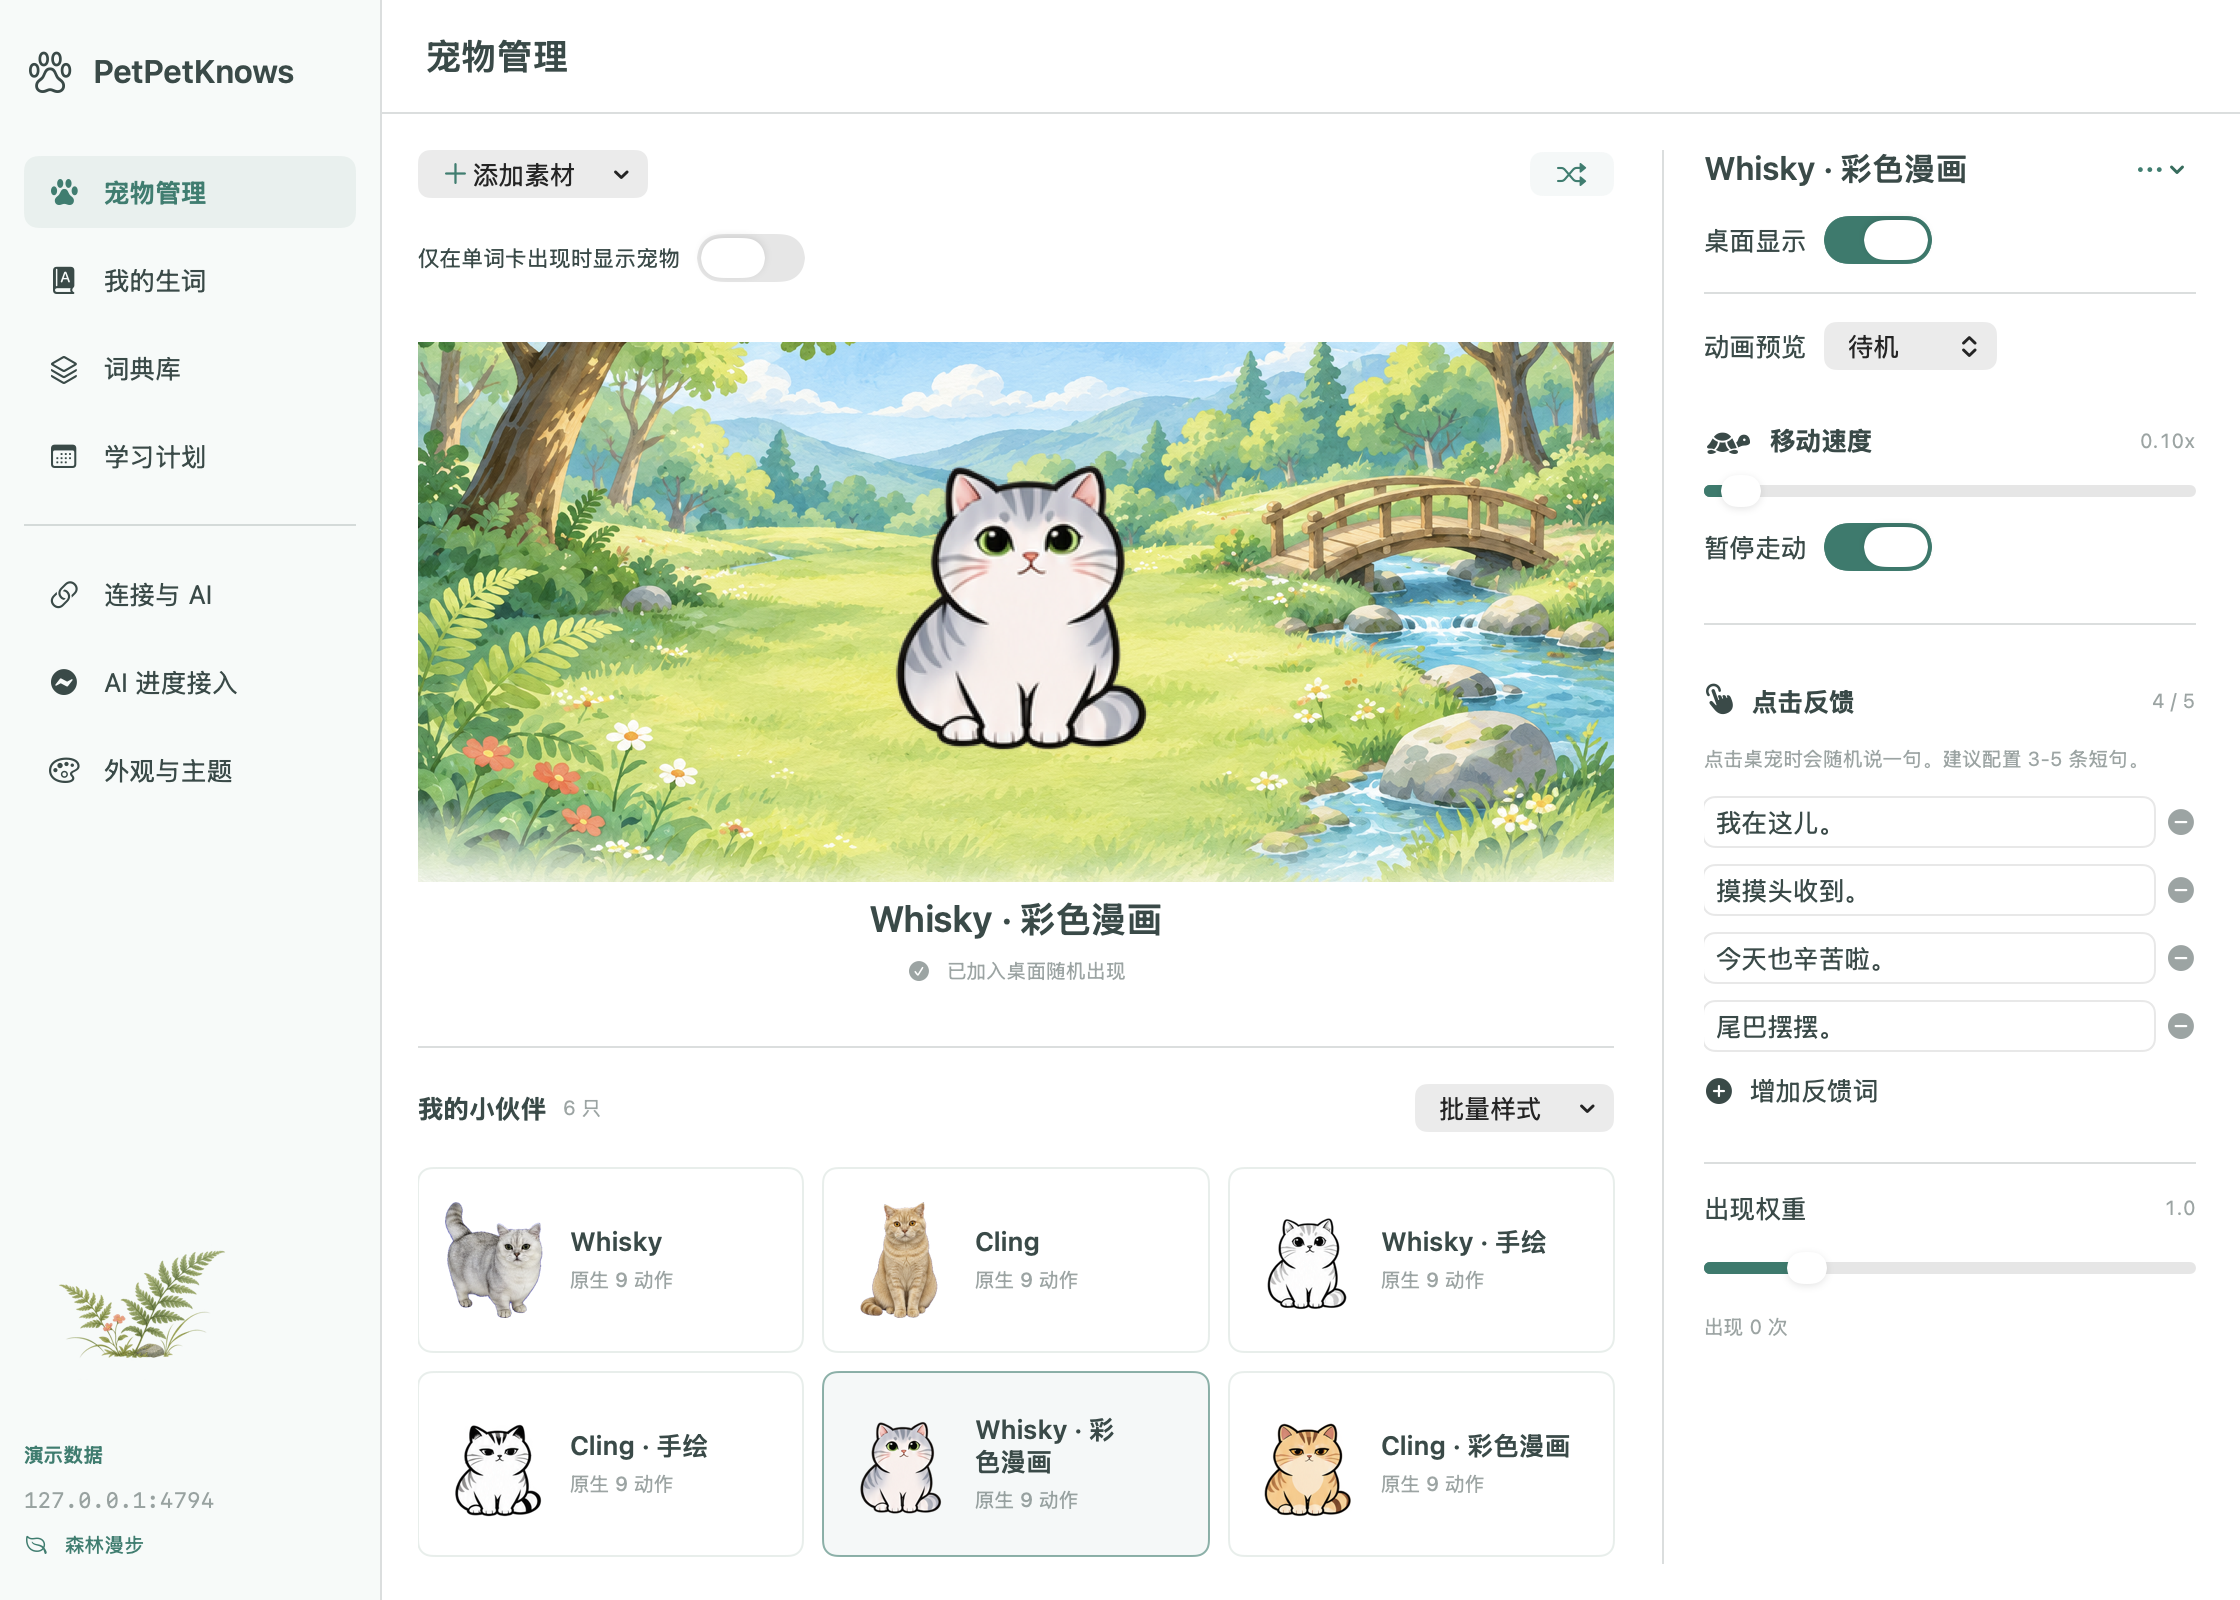 PetPetKnows
宠物管理
我的生词
词典库
学习计划
连接与 AI
AI 进度接入
外观与主题
演示数据
127.0.0.1:4794
森林漫步
宠物管理
添加素材
仅在单词卡出现时显示宠物
Whisky · 彩色漫画
已加入桌面随机出现
我的小伙伴 6 只
批量样式
Whisky
原生 9 动作
Cling
原生 9 动作
Whisky · 手绘
原生 9 动作
Cling · 手绘
原生 9 动作
Whisky · 彩
色漫画
原生 9 动作
Cling · 彩色漫画
原生 9 动作
Whisky · 彩色漫画
桌面显示
动画预览 待机
移动速度 0.10x
暂停走动
点击反馈 4 / 5
点击桌宠时会随机说一句。建议配置 3-5 条短句。
我在这儿。
摸摸头收到。
今天也辛苦啦。
尾巴摆摆。
增加反馈词
出现权重 1.0
出现 0 次